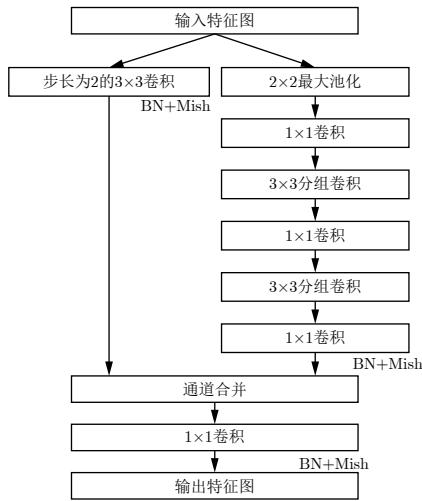 输入特征图
步长为2的3×3卷积
BN+Mish
2×2最大池化
1×1卷积
3×3分组卷积
1×1卷积
3×3分组卷积
1×1卷积
BN+Mish
通道合并
1×1卷积
BN+Mish
输出特征图